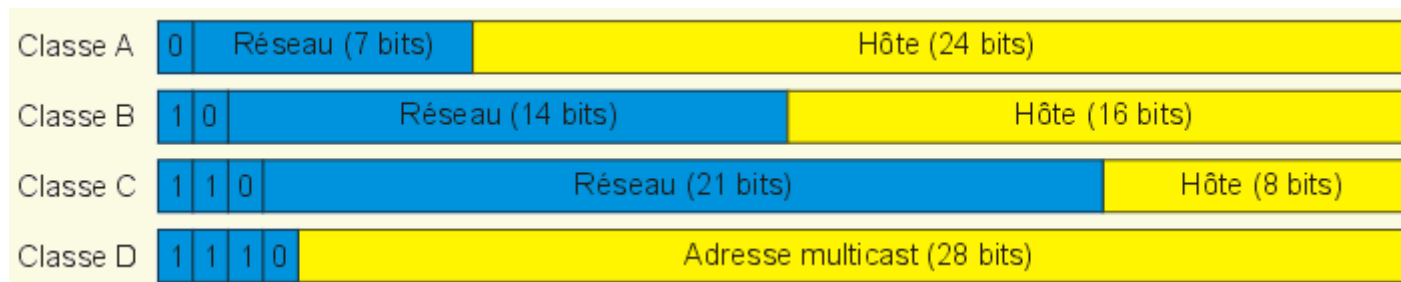 Classe A 0 Réseau (7 bits) Hôte (24 bits)
Classe B 1 0 Réseau (14 bits) Hôte (16 bits)
Classe C 1 1 0 Réseau (21 bits) Hôte (8 bits)
Classe D 1 1 1 0 Adresse multicast (28 bits)